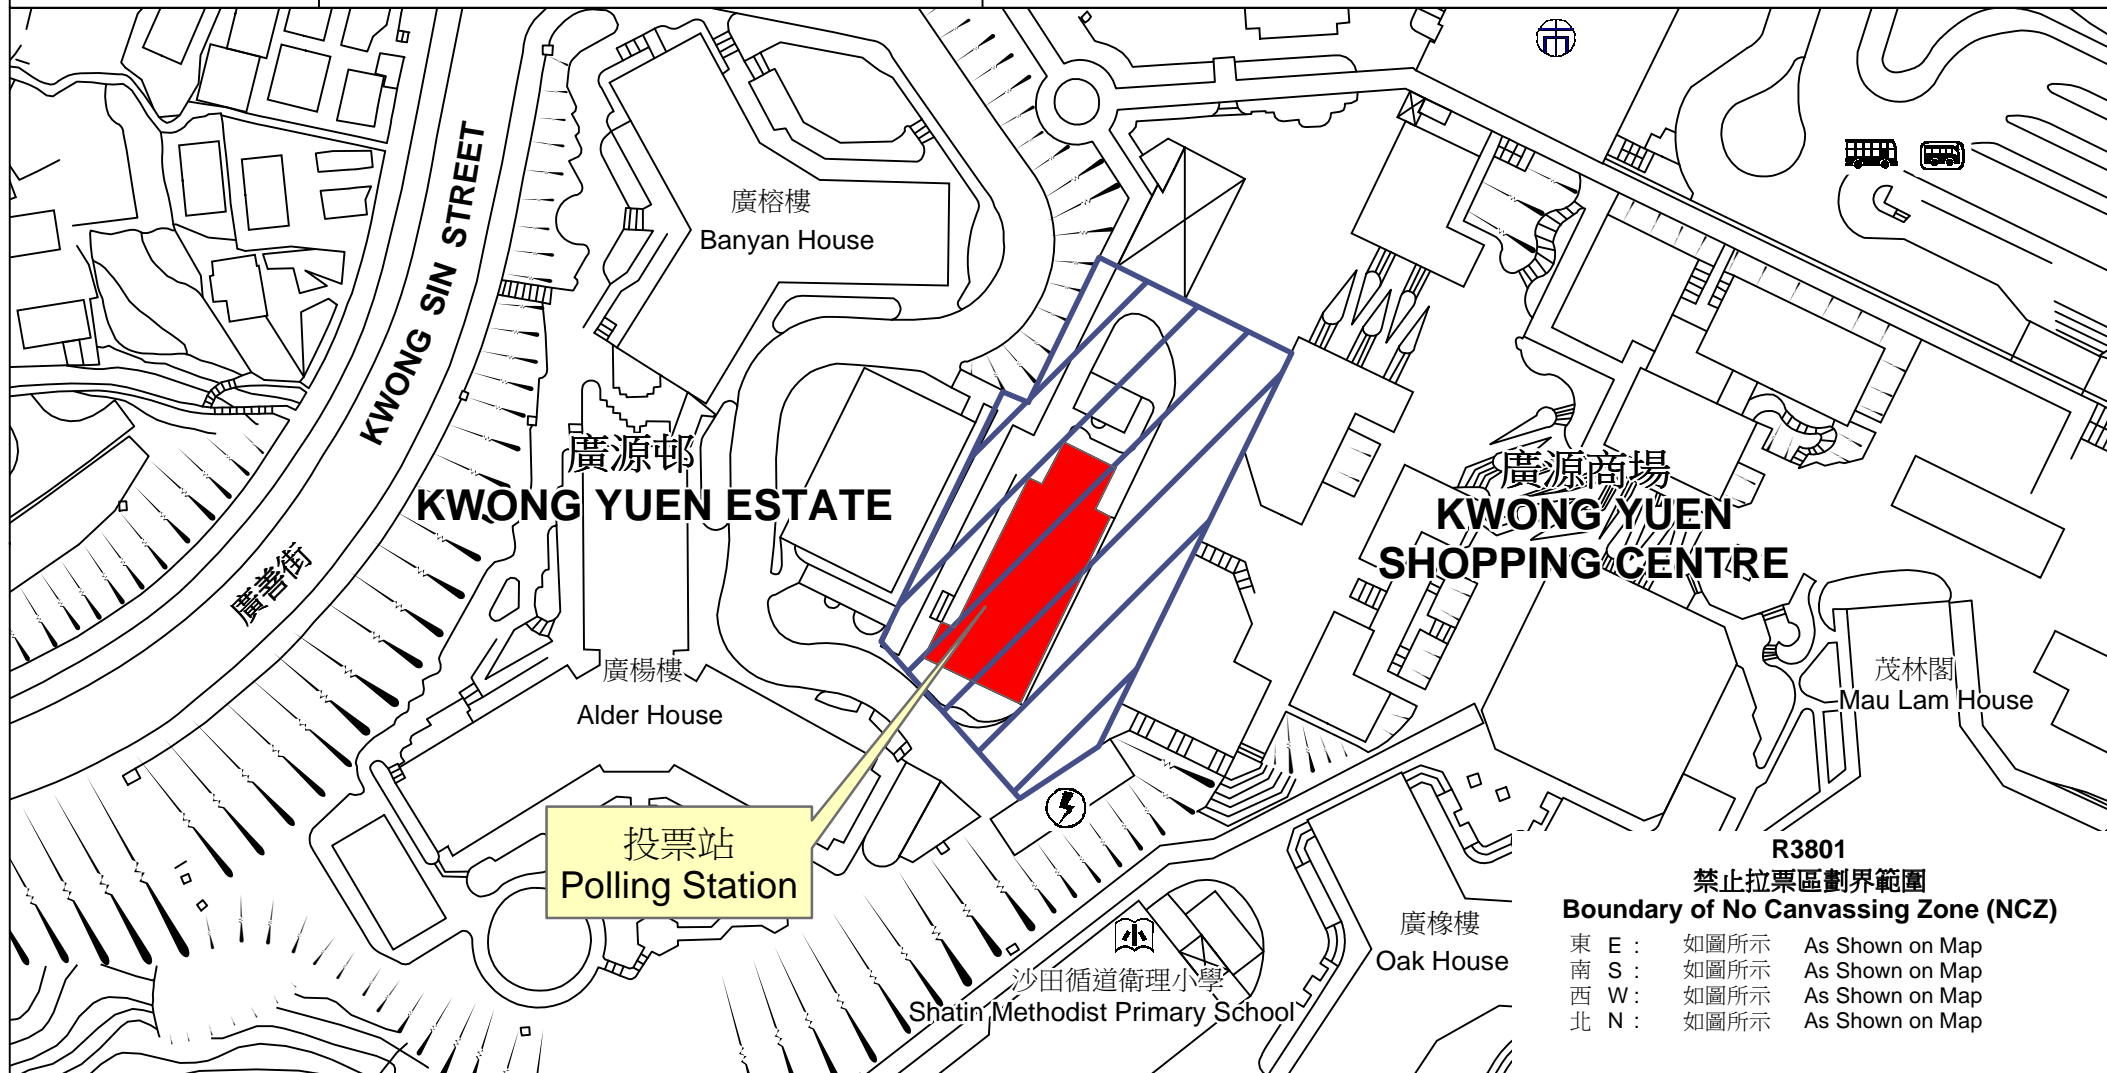 廣榕樓
Banyan House
KWONG SIN STREET
廣善街
廣源邨
KWONG YUEN ESTATE
廣源商場
KWONG YUEN
SHOPPING CENTRE
廣楊樓
Alder House
茂林閣
Mau Lam House
投票站
Polling Station
廣橡樓
Oak House
沙田循道衞理小學
Shatin Methodist Primary School
R3801
禁止拉票區劃界範圍
Boundary of No Canvassing Zone (NCZ)
東 E : 如圖所示 As Shown on Map
南 S : 如圖所示 As Shown on Map
西 W : 如圖所示 As Shown on Map
北 N : 如圖所示 As Shown on Map